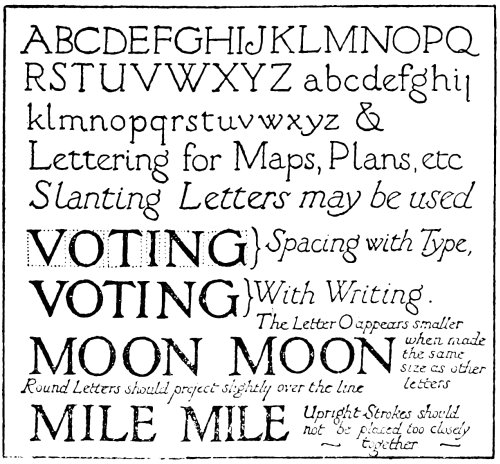 ABCDEFGHIJKLMNOPQ
RSTUVWXYZ abcdefghij
klmnopqrstuvwxyz &
Lettering for Maps, Plans, etc
Slanting Letters may be used
VOTING } Spacing with Type,
VOTING } With Writing.
The Letter O appears smaller
when made
the same
size as other
letters
MOON MOON
Round Letters should project slightly over the line
MILE MILE
Upright Strokes should
not be placed too closely
~ together ~